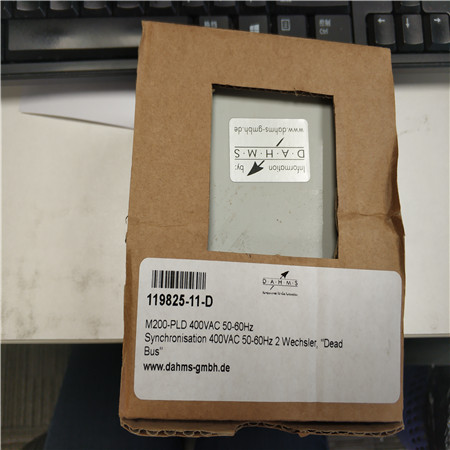 www.dahms-gmbh.de
D·A·H·M·S
Information
by:
119825-11-D
D·A·H·M·S
M200-PLD 400VAC 50-60Hz
Synchronisation 400VAC 50-60Hz 2 Wechsler, "Dead
Bus"
www.dahms-gmbh.de